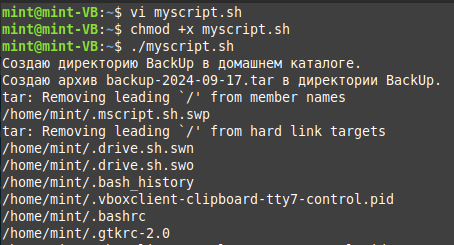 mint@mint-VB:~$ vi myscript.sh
mint@mint-VB:~$ chmod +x myscript.sh
mint@mint-VB:~$ ./myscript.sh
Создаю директорию BackUp в домашнем каталоге.
Создаю архив backup-2024-09-17.tar в директории BackUp.
tar: Removing leading `/' from member names
/home/mint/.mscript.sh.swp
tar: Removing leading `/' from hard link targets
/home/mint/.drive.sh.swn
/home/mint/.drive.sh.swo
/home/mint/.bash_history
/home/mint/.vboxclient-clipboard-tty7-control.pid
/home/mint/.bashrc
/home/mint/.gtkrc-2.0